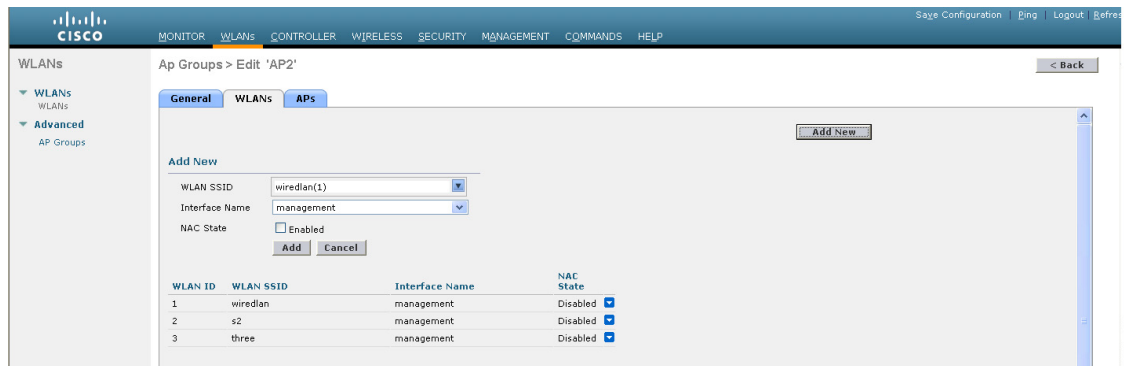 Save Configuration | Ping | Logout | Refres
CISCO
MONITOR WLANs CONTROLLER WIRELESS SECURITY MANAGEMENT COMMANDS HELP
WLANs
Ap Groups > Edit 'AP2'
< Back
WLANs
WLANs
Advanced
AP Groups
General WLANs APs
Add New
Add New
WLAN SSID wiredlan(1)
Interface Name management
NAC State Enabled
Add Cancel
WLAN ID WLAN SSID Interface Name NAC State
1 wiredlan management Disabled
2 s2 management Disabled
3 three management Disabled